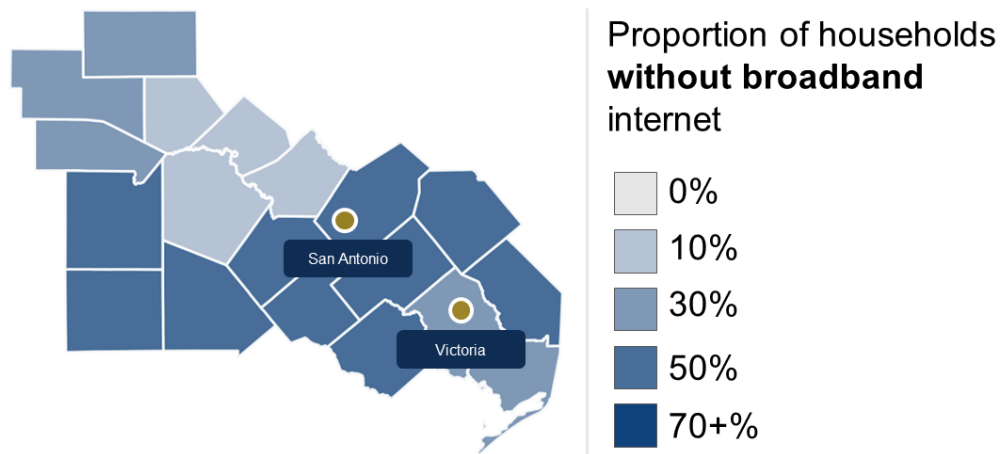 Proportion of households
without broadband
internet
0%
10%
30%
50%
70+%
San Antonio
Victoria